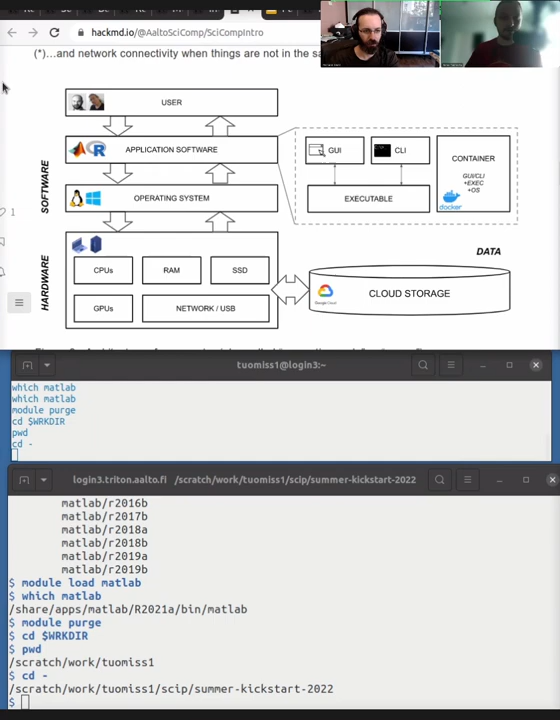 hackmd.io/@AaltoSciComp/SciCompIntro
(*)…and network connectivity when things are not in the sa
USER
APPLICATION SOFTWARE
OPERATING SYSTEM
SOFTWARE
GUI
CLI
EXECUTABLE
CONTAINER
GUI/CLI
+EXEC
+OS
docker
HARDWARE
CPUs
RAM
SSD
GPUs
NETWORK / USB
DATA
CLOUD STORAGE
Google Cloud
1
tuomiss1@login3:~
which matlab
which matlab
module purge
cd $WRKDIR
pwd
cd -
login3.triton.aalto.fi /scratch/work/tuomiss1/scip/summer-kickstart-2022
matlab/r2016b
matlab/r2017b
matlab/r2018a
matlab/r2018b
matlab/r2019a
matlab/r2019b
$ module load matlab
$ which matlab
/share/apps/matlab/R2021a/bin/matlab
$ module purge
$ cd $WRKDIR
$ pwd
/scratch/work/tuomiss1
$ cd -
/scratch/work/tuomiss1/scip/summer-kickstart-2022
$